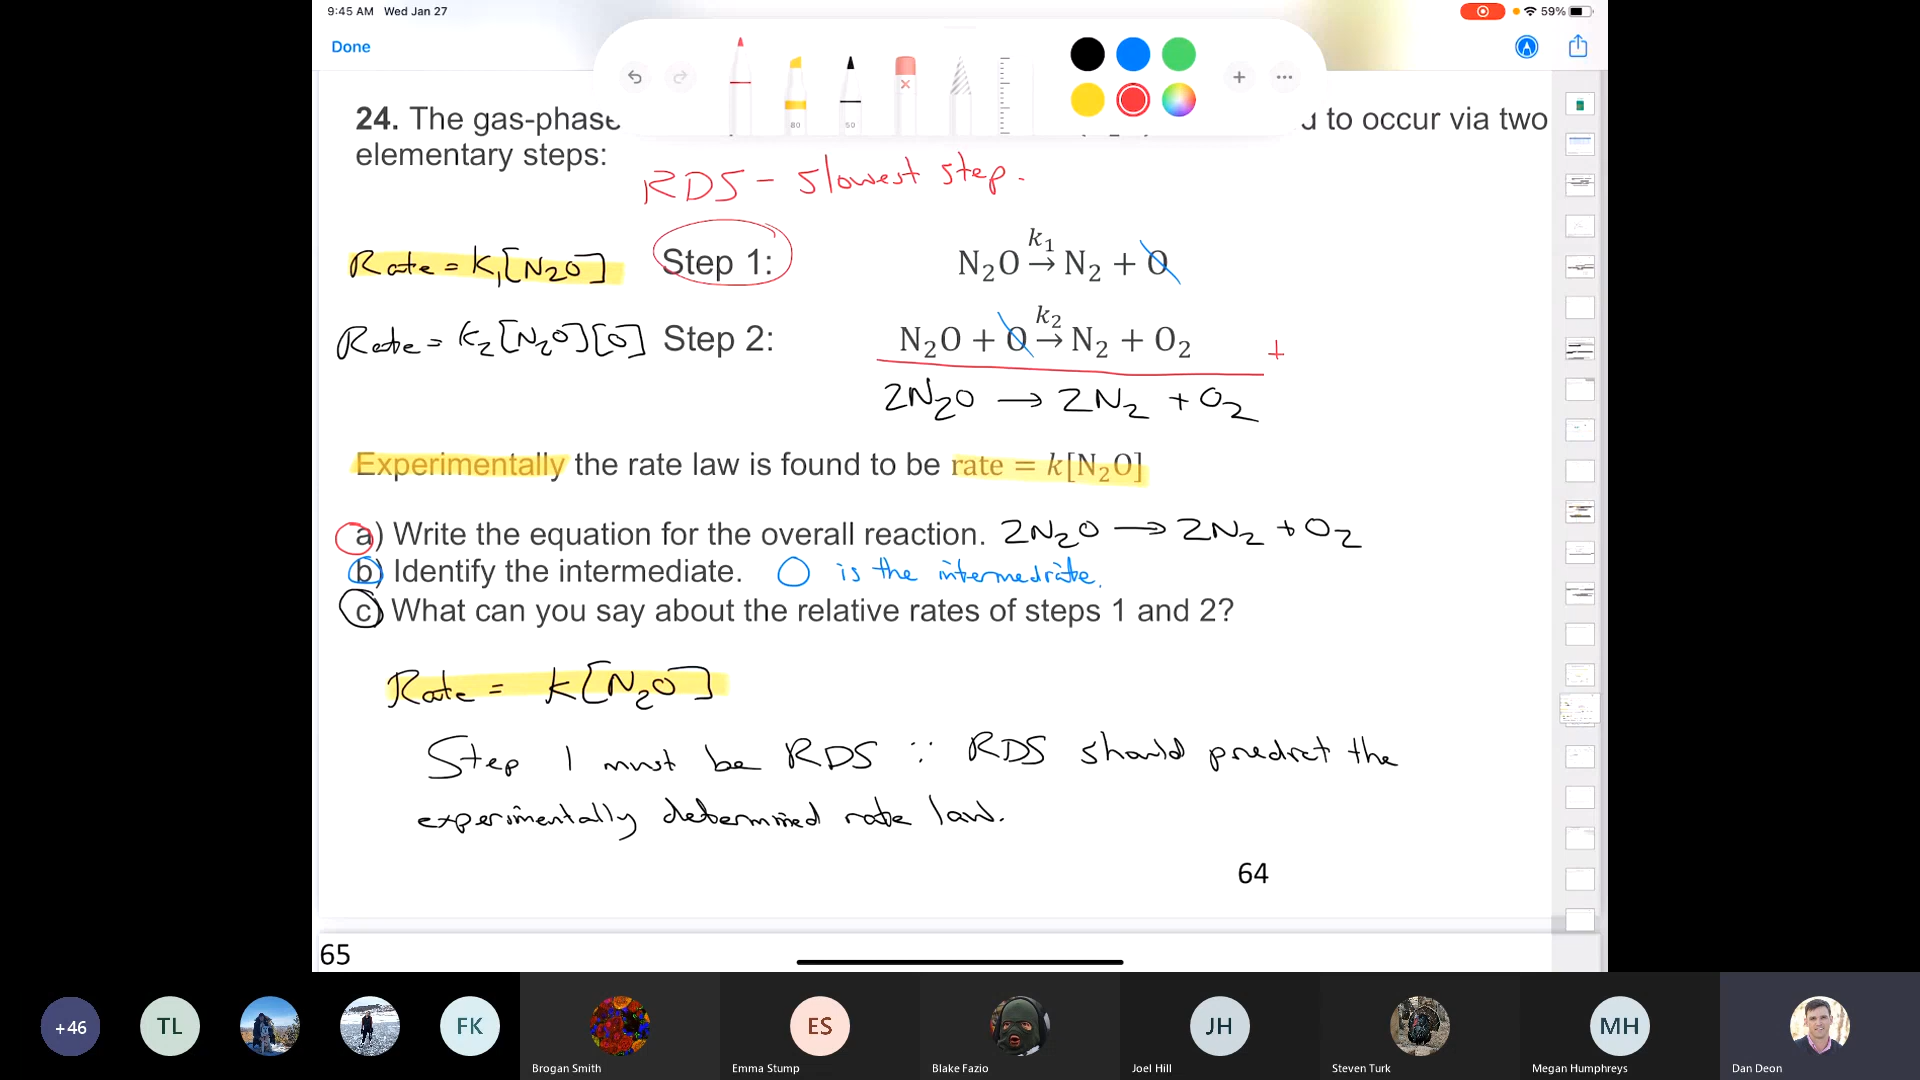 9:45 AM Wed Jan 27
59%
Done
80
50
24. The gas-phase d to occur via two
elementary steps:
RDS - slowest step.
Rate = k₁[N₂O] Step 1: N₂O →k₁ N₂ + O
Rate = k₂[N₂O][O] Step 2: N₂O + O →k₂ N₂ + O₂ +
2N₂O → 2N₂ + O₂
Experimentally the rate law is found to be rate = k[N₂O]
a) Write the equation for the overall reaction. 2N₂O → 2N₂ + O₂
b) Identify the intermediate. O is the intermediate.
c) What can you say about the relative rates of steps 1 and 2?
Rate = k[N₂O]
Step 1 must be RDS ∵ RDS should predict the
experimentally determined rate law.
64
65
+46 TL FK ES JH MH
Brogan Smith Emma Stump Blake Fazio Joel Hill Steven Turk Megan Humphreys Dan Deon